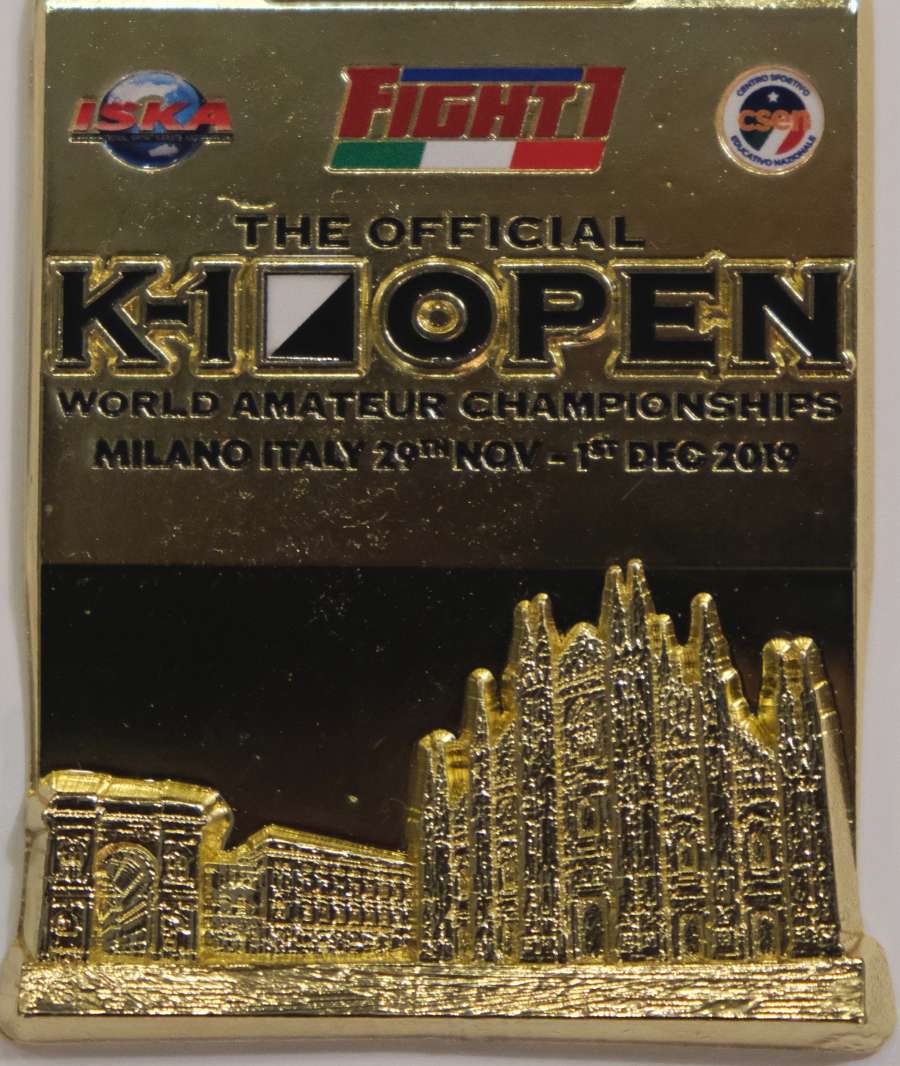 ISKA
FIGHT1
CENTRO SPORTIVO
csen
EDUCATIVO NAZIONALE
THE OFFICIAL
K-1 OPEN
WORLD AMATEUR CHAMPIONSHIPS
MILANO ITALY 29TH NOV - 1ST DEC 2019